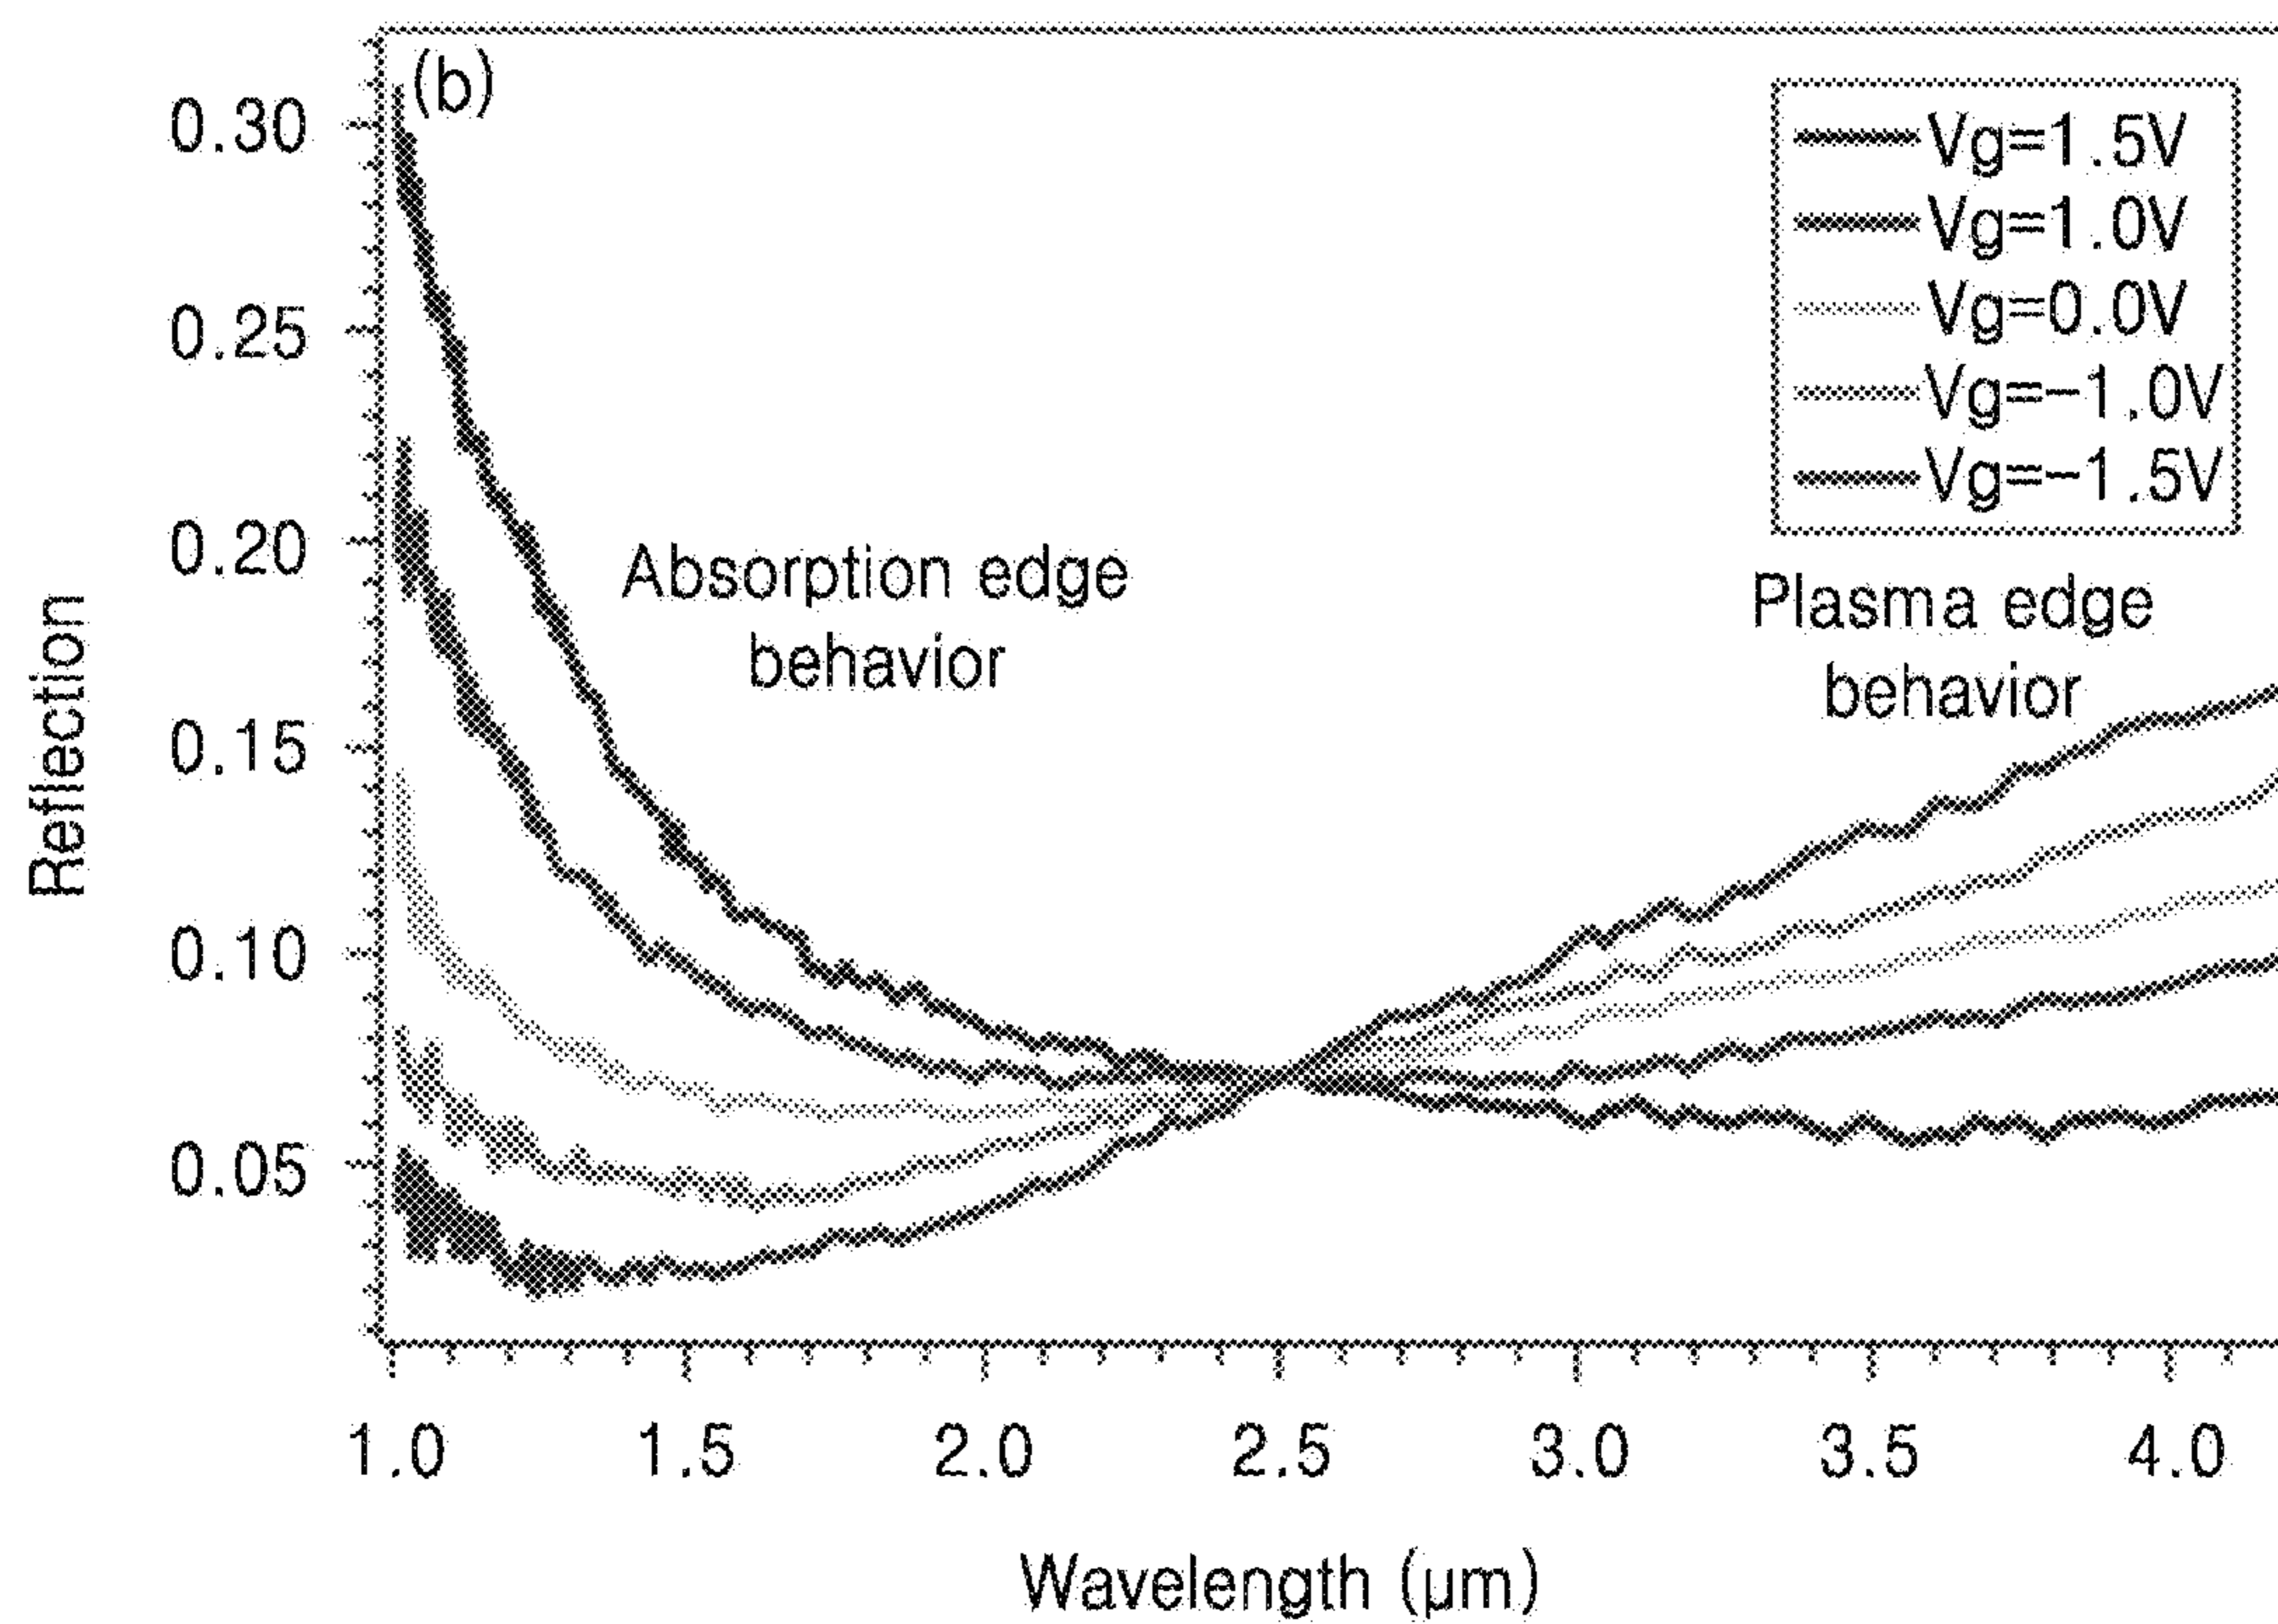 (b)
0.30
0.25
0.20
0.15
0.10
0.05
Reflection
Vg=1.5V
Vg=1.0V
Vg=0.0V
Vg=-1.0V
Vg=-1.5V
Absorption edge
behavior
Plasma edge
behavior
1.0 1.5 2.0 2.5 3.0 3.5 4.0
Wavelength (μm)